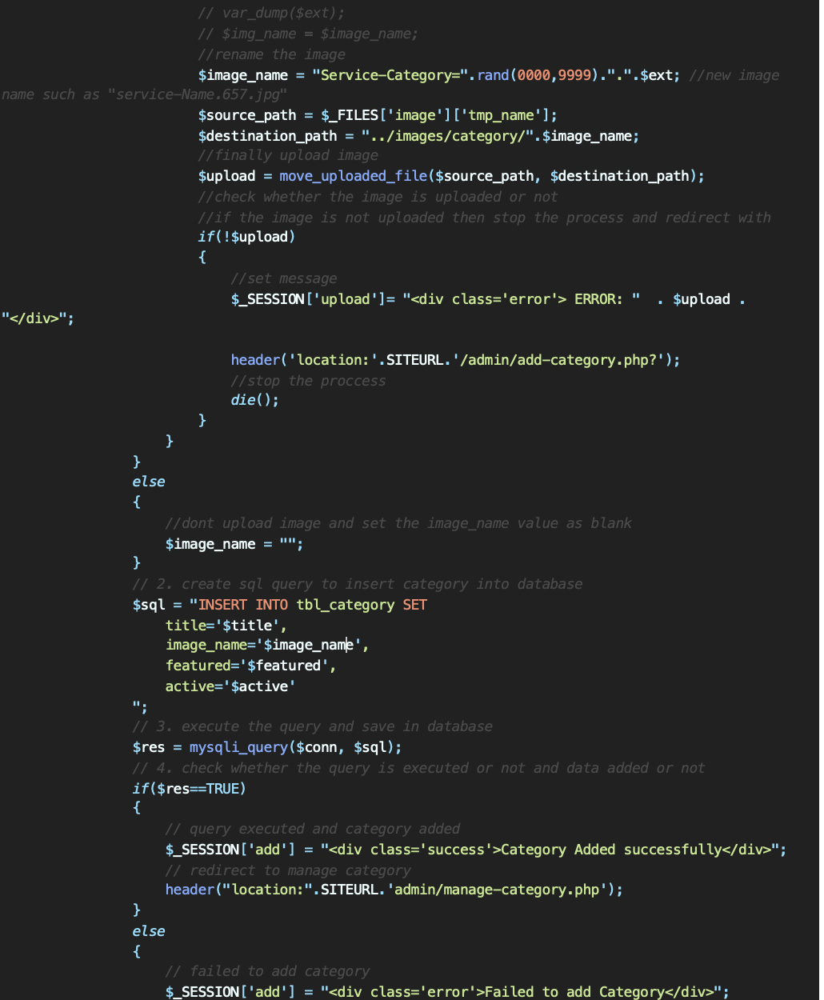 // var_dump($ext);
// $img_name = $image_name;
//rename the image
$image_name = "Service-Category=".rand(0000,9999).".".$ext; //new image
name such as "service-Name.657.jpg"
$source_path = $_FILES['image']['tmp_name'];
$destination_path = "../images/category/".$image_name;
//finally upload image
$upload = move_uploaded_file($source_path, $destination_path);
//check whether the image is uploaded or not
//if the image is not uploaded then stop the process and redirect with
if(!$upload)
{
//set message
$_SESSION['upload']= "<div class='error'> ERROR: "  . $upload .
"</div>";
header('location:'.SITEURL.'/admin/add-category.php?');
//stop the proccess
die();
}
}
}
else
{
//dont upload image and set the image_name value as blank
$image_name = "";
}
// 2. create sql query to insert category into database
$sql = "INSERT INTO tbl_category SET
title='$title',
image_name='$image_name',
featured='$featured',
active='$active'
";
// 3. execute the query and save in database
$res = mysqli_query($conn, $sql);
// 4. check whether the query is executed or not and data added or not
if($res==TRUE)
{
// query executed and category added
$_SESSION['add'] = "<div class='success'>Category Added successfully</div>";
// redirect to manage category
header("location:".SITEURL.'admin/manage-category.php');
}
else
{
// failed to add category
$_SESSION['add'] = "<div class='error'>Failed to add Category</div>";